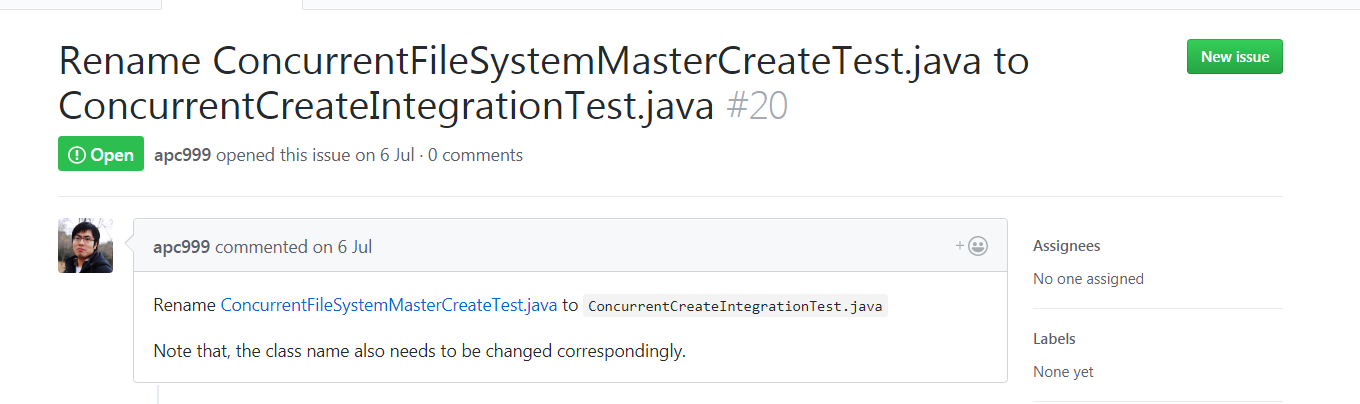 Rename ConcurrentFileSystemMasterCreateTest.java to
ConcurrentCreateIntegrationTest.java #20
New issue
Open apc999 opened this issue on 6 Jul · 0 comments
apc999 commented on 6 Jul
Rename ConcurrentFileSystemMasterCreateTest.java to ConcurrentCreateIntegrationTest.java
Note that, the class name also needs to be changed correspondingly.
Assignees
No one assigned
Labels
None yet